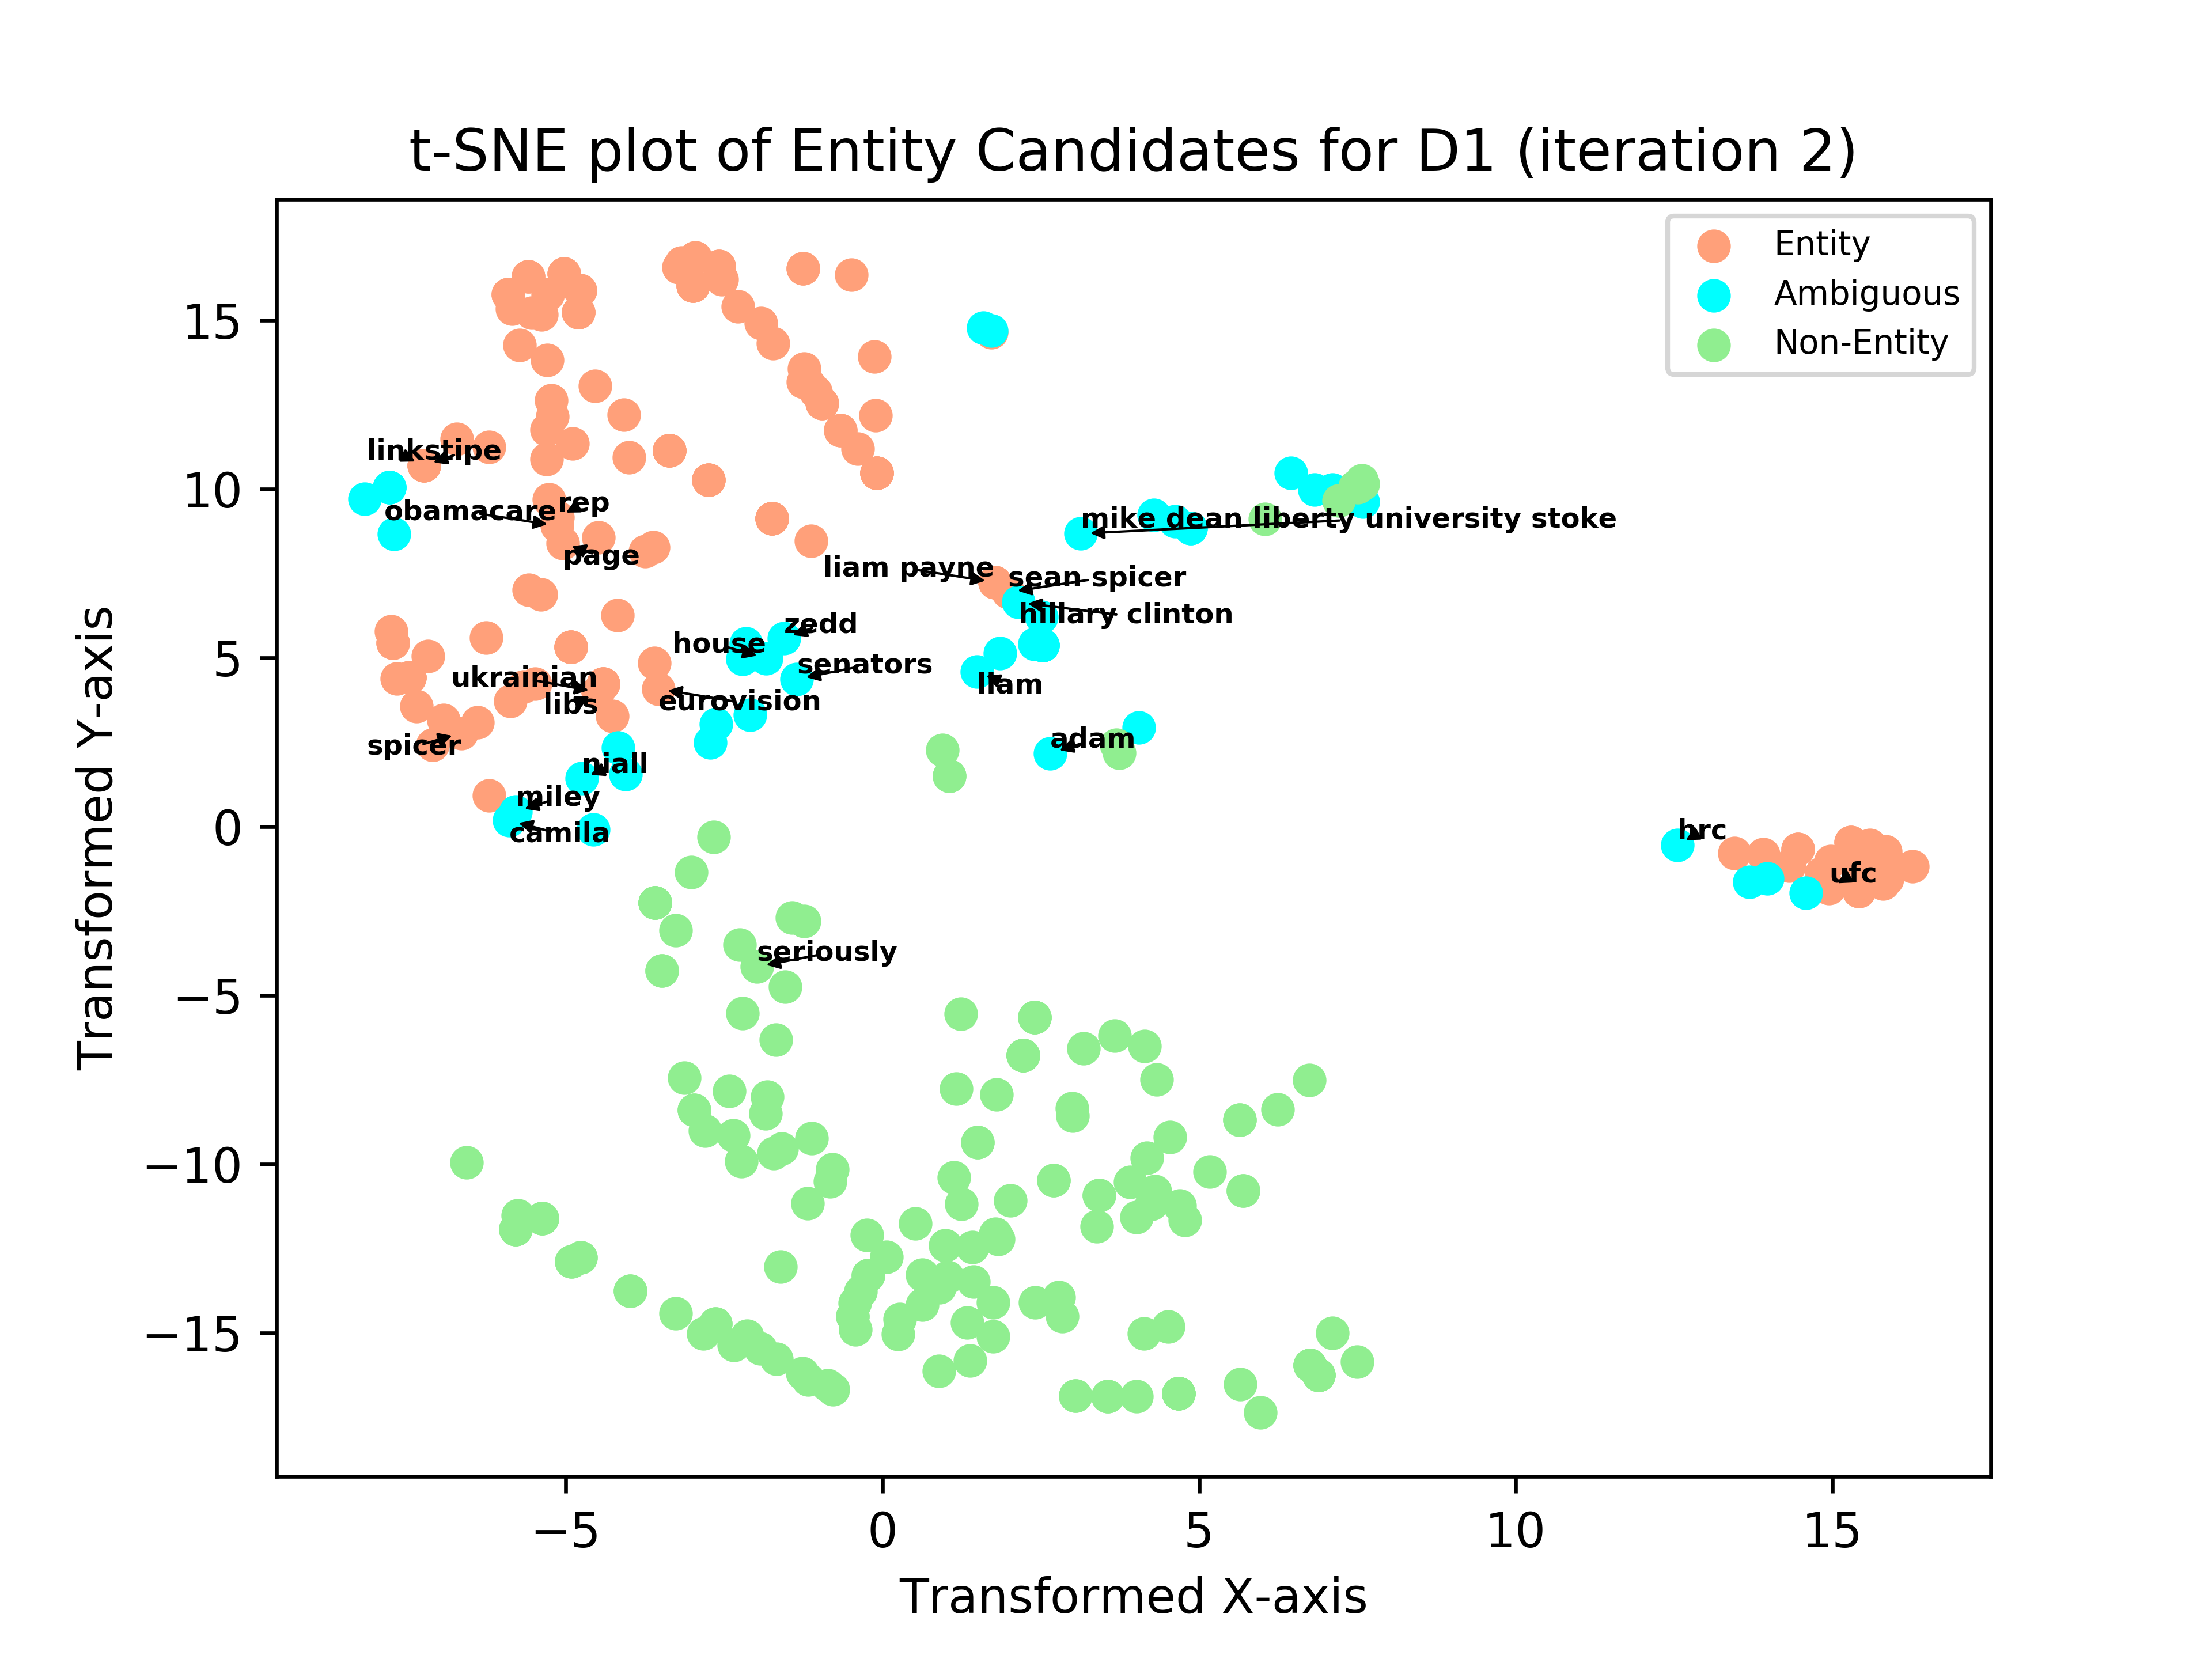 t-SNE plot of Entity Candidates for D1 (iteration 2)
Entity
Ambiguous
Non-Entity
15
10
5
0
−5
−10
−15
Transformed Y-axis
linkstipe
obamacare
rep
page
mike dean liberty university stoke
liam payne
sean spicer
hillary clinton
zedd
house
senators
liam
ukrainian
libs
eurovision
spicer
adam
niall
miley
camila
hrc
ufc
seriously
−5
0
5
10
15
Transformed X-axis